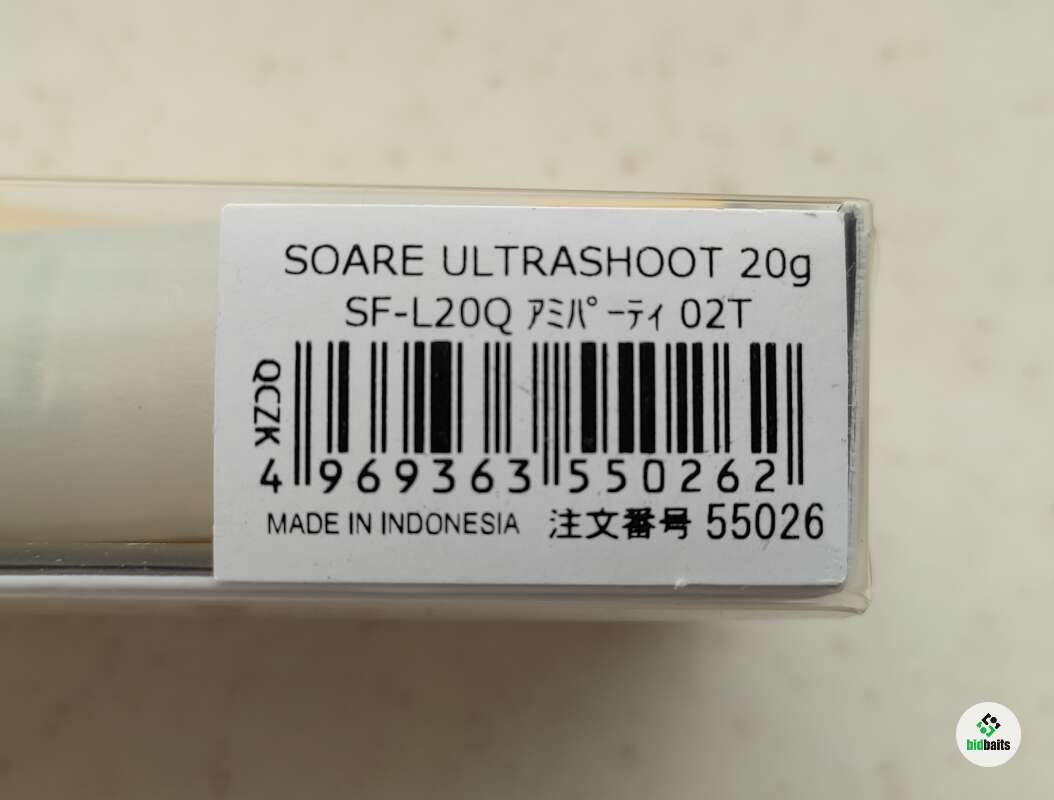 SOARE ULTRASHOOT 20g
SF-L20Q ｱﾐﾊﾟｰﾃｨ 02T
QCZK
4 969363 550262
MADE IN INDONESIA 注文番号 55026
bidbaits